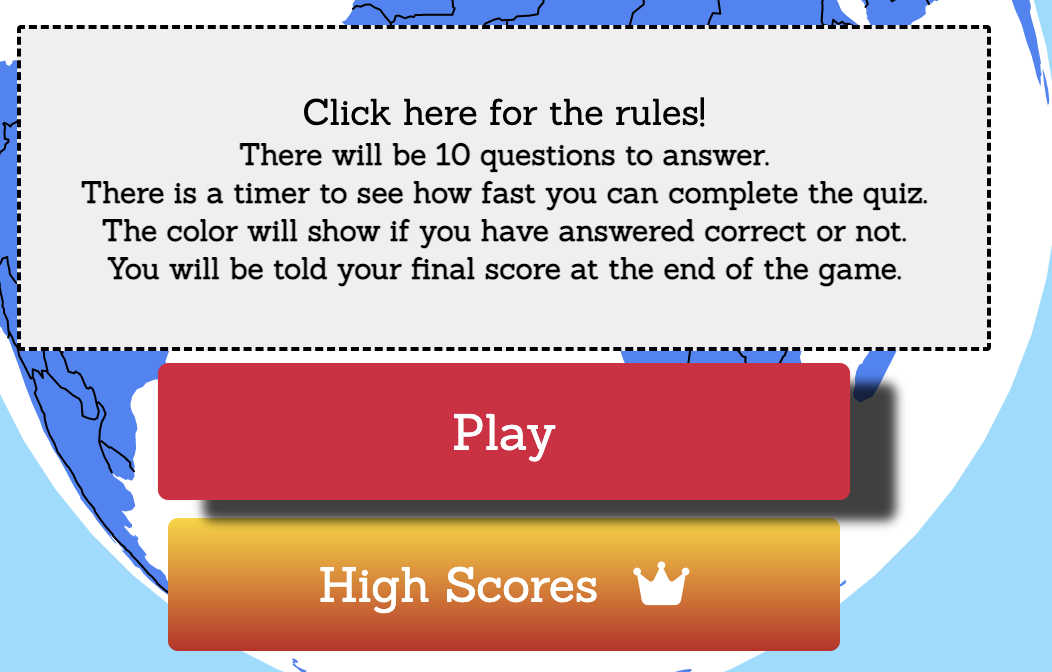 Click here for the rules!
There will be 10 questions to answer.
There is a timer to see how fast you can complete the quiz.
The color will show if you have answered correct or not.
You will be told your final score at the end of the game.
Play
High Scores